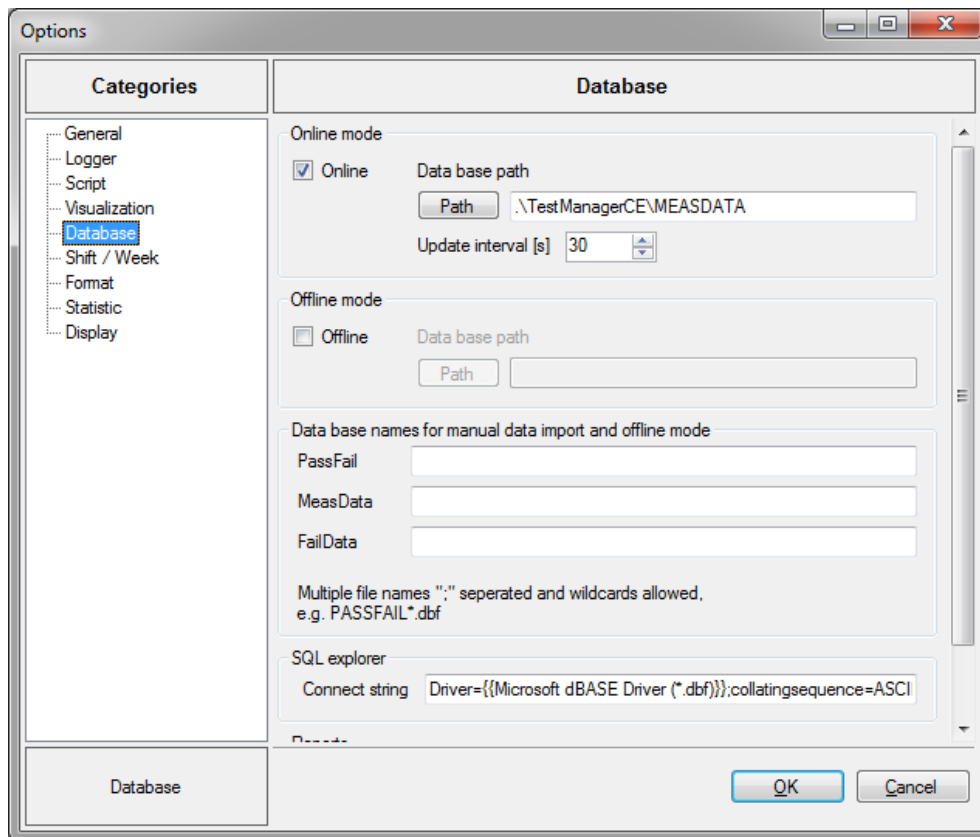 Options
Categories
Database
General
Logger
Script
Visualization
Database
Shift / Week
Format
Statistic
Display
Online mode
Online Data base path
Path .\TestManagerCE\MEASDATA
Update interval [s] 30
Offline mode
Offline Data base path
Path
Data base names for manual data import and offline mode
PassFail
MeasData
FailData
Multiple file names ";" seperated and wildcards allowed,
e.g. PASSFAIL*.dbf
SQL explorer
Connect string Driver={{Microsoft dBASE Driver (*.dbf)}};collatingsequence=ASCI
Database
OK Cancel